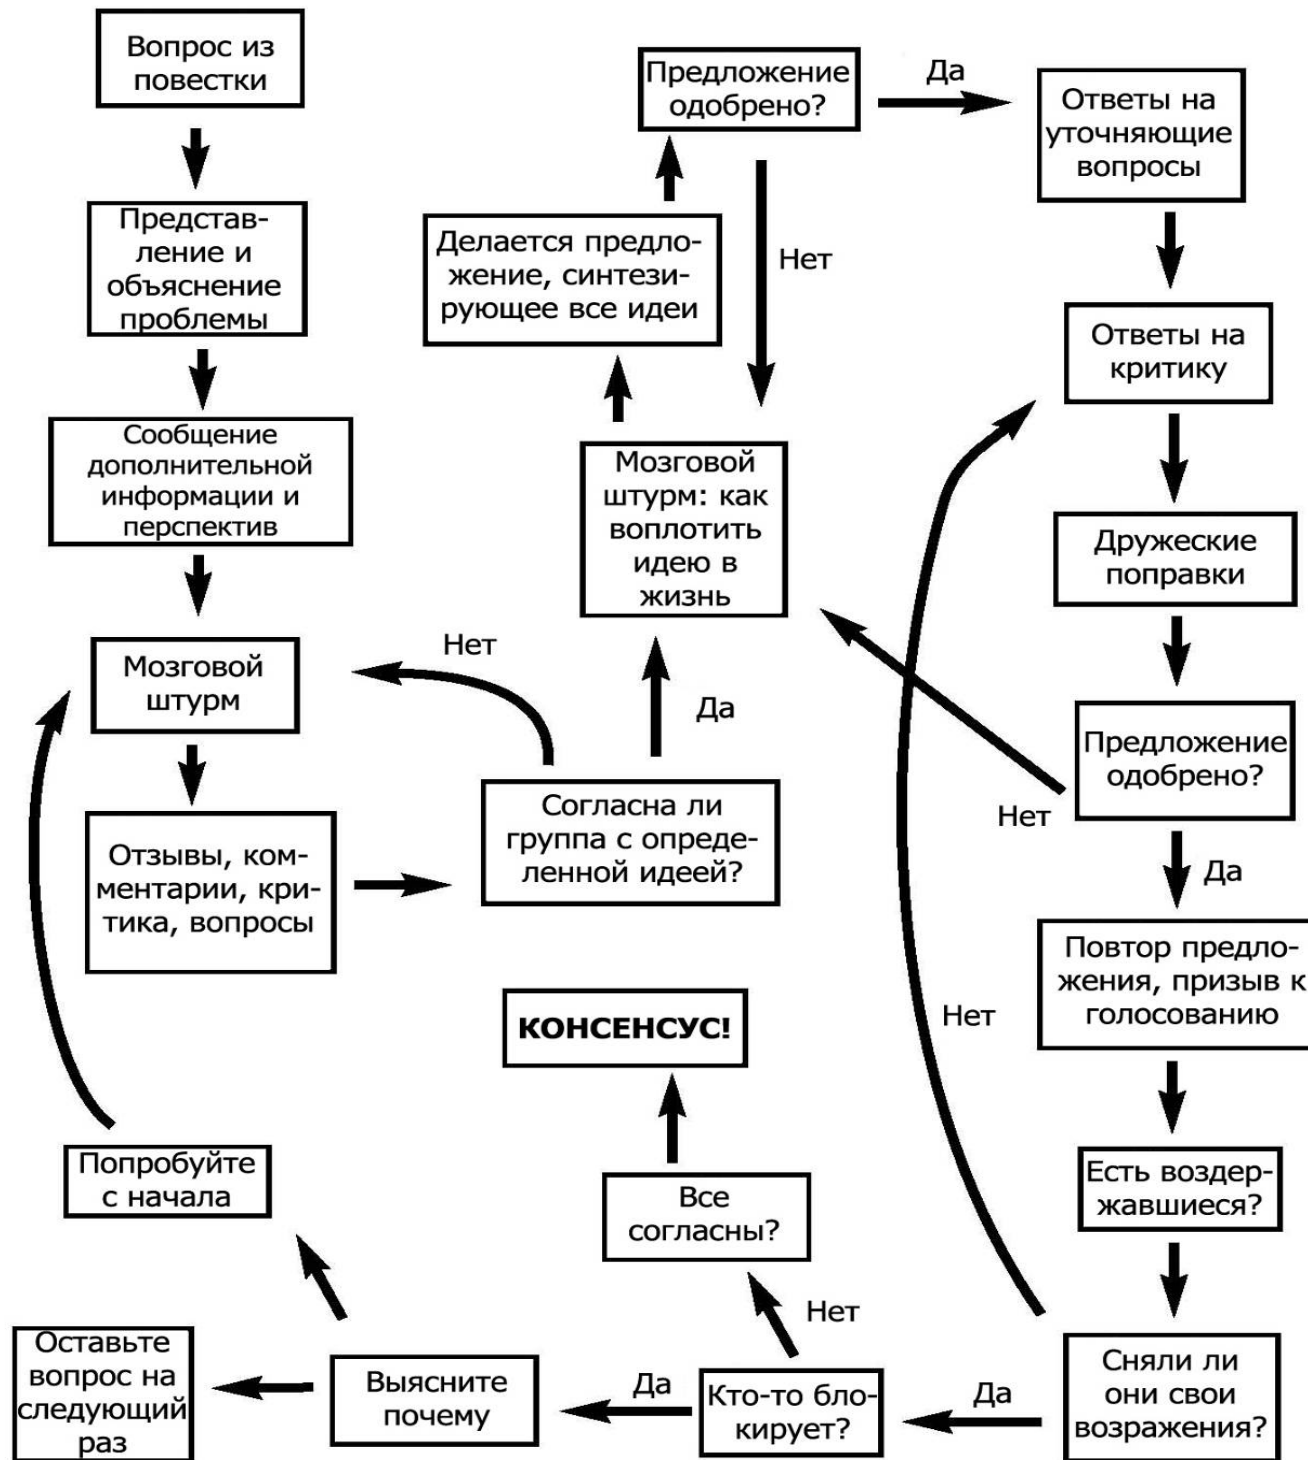 Вопрос из
повестки
Представ-
ление и
объяснение
проблемы
Сообщение
дополнительной
информации и
перспектив
Мозговой
штурм
Отзывы, ком-
ментарии, кри-
тика, вопросы
Согласна ли
группа с опреде-
ленной идеей?
Нет
Да
Мозговой
штурм: как
воплотить
идею в
жизнь
Делается предло-
жение, синтези-
рующее все идеи
Предложение
одобрено?
Нет
Да
Ответы на
уточняющие
вопросы
Ответы на
критику
Дружеские
поправки
Предложение
одобрено?
Нет
Да
Повтор предло-
жения, призыв к
голосованию
Есть воздер-
жавшиеся?
Сняли ли
они свои
возражения?
Нет
Да
Кто-то бло-
кирует?
Нет
Да
Все
согласны?
КОНСЕНСУС!
Выясните
почему
Попробуйте
с начала
Оставьте
вопрос на
следующий
раз